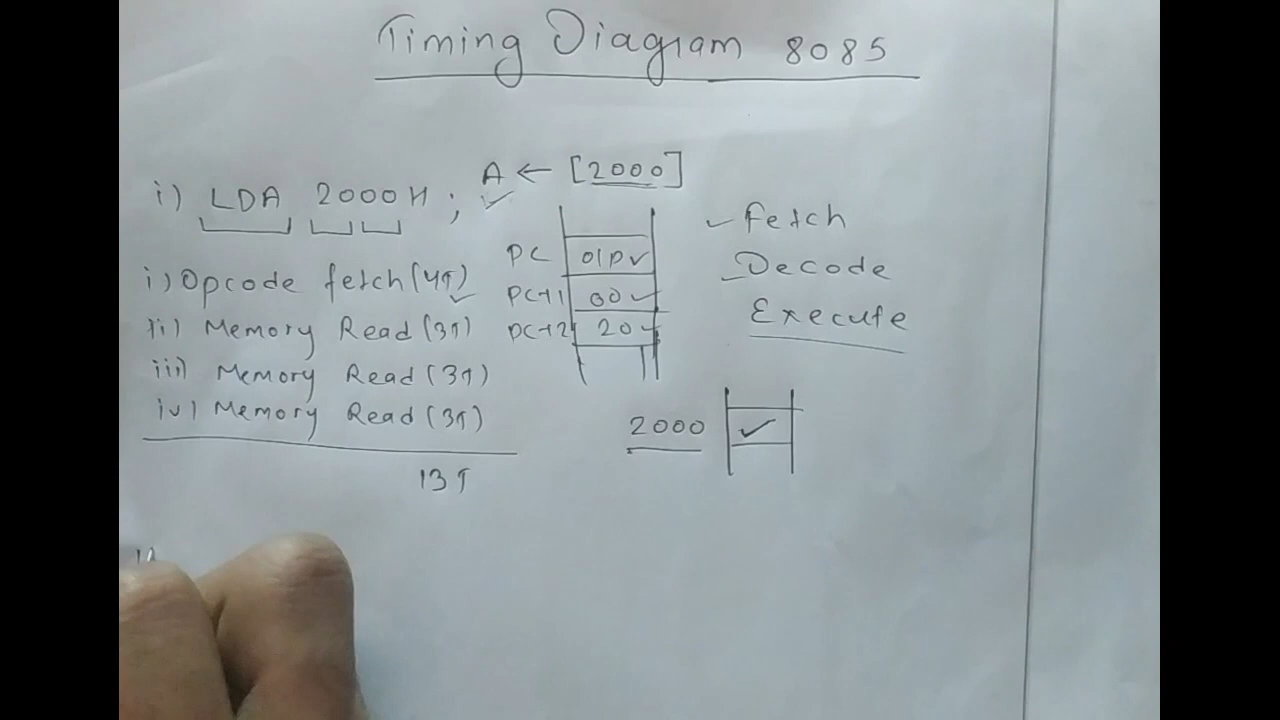 Timing Diagram 8085
i) LDA 2000H ; A ← [2000]
i) Opcode fetch (4T)
ii) Memory Read (3T)
iii) Memory Read (3T)
iv) Memory Read (3T)
13T
PC O/P
PC+1 00
PC+2 20
Fetch
Decode
Execute
2000